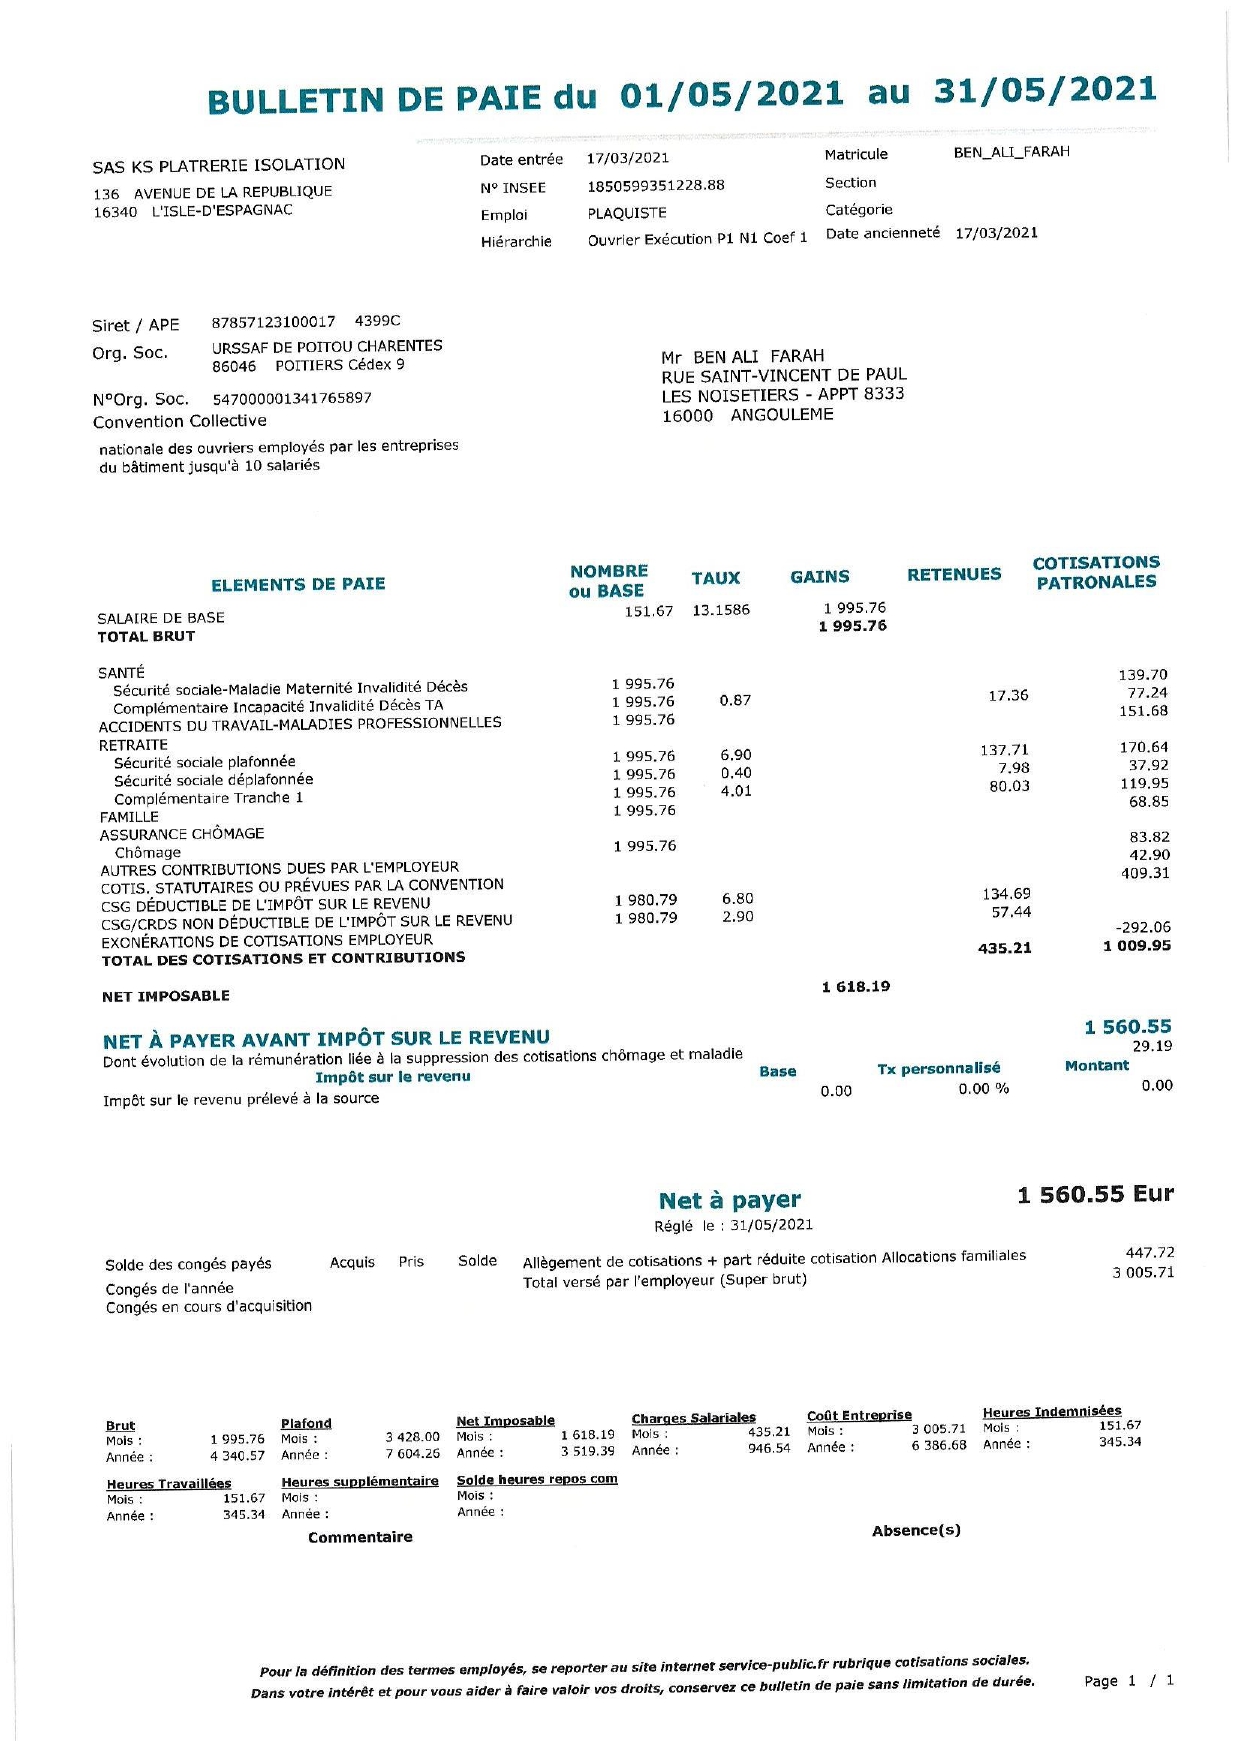 BULLETIN DE PAIE du 01/05/2021 au 31/05/2021
SAS KS PLATRERIE ISOLATION
136 AVENUE DE LA REPUBLIQUE
16340 L'ISLE-D'ESPAGNAC
Date entrée 17/03/2021
N° INSEE 1850599351228.88
Emploi PLAQUISTE
Hiérarchie Ouvrier Exécution P1 N1 Coef 1
Matricule BEN_ALI_FARAH
Section
Catégorie
Date ancienneté 17/03/2021
Siret / APE 87857123100017 4399C
Org. Soc. URSSAF DE POITOU CHARENTES
86046 POITIERS Cédex 9
N°Org. Soc. 547000001341765897
Convention Collective
nationale des ouvriers employés par les entreprises
du bâtiment jusqu'à 10 salariés
Mr BEN ALI FARAH
RUE SAINT-VINCENT DE PAUL
LES NOISETIERS - APPT 8333
16000 ANGOULEME
ELEMENTS DE PAIE NOMBRE ou BASE TAUX GAINS RETENUES COTISATIONS PATRONALES
SALAIRE DE BASE 151.67 13.1586 1 995.76
TOTAL BRUT 1 995.76
SANTÉ
Sécurité sociale-Maladie Maternité Invalidité Décès 1 995.76 139.70
Complémentaire Incapacité Invalidité Décès TA 1 995.76 0.87 17.36 77.24
ACCIDENTS DU TRAVAIL-MALADIES PROFESSIONNELLES 1 995.76 151.68
RETRAITE
Sécurité sociale plafonnée 1 995.76 6.90 137.71 170.64
Sécurité sociale déplafonnée 1 995.76 0.40 7.98 37.92
Complémentaire Tranche 1 1 995.76 4.01 80.03 119.95
FAMILLE 1 995.76 68.85
ASSURANCE CHÔMAGE
Chômage 1 995.76 83.82
AUTRES CONTRIBUTIONS DUES PAR L'EMPLOYEUR 42.90
COTIS. STATUTAIRES OU PRÉVUES PAR LA CONVENTION 409.31
CSG DÉDUCTIBLE DE L'IMPÔT SUR LE REVENU 1 980.79 6.80 134.69
CSG/CRDS NON DÉDUCTIBLE DE L'IMPÔT SUR LE REVENU 1 980.79 2.90 57.44
EXONÉRATIONS DE COTISATIONS EMPLOYEUR -292.06
TOTAL DES COTISATIONS ET CONTRIBUTIONS 435.21 1 009.95
NET IMPOSABLE 1 618.19
NET À PAYER AVANT IMPÔT SUR LE REVENU 1 560.55
Dont évolution de la rémunération liée à la suppression des cotisations chômage et maladie 29.19
Impôt sur le revenu Base Tx personnalisé Montant
Impôt sur le revenu prélevé à la source 0.00 0.00 % 0.00
Net à payer 1 560.55 Eur
Réglé le : 31/05/2021
Solde des congés payés Acquis Pris Solde
Congés de l'année
Congés en cours d'acquisition
Allègement de cotisations + part réduite cotisation Allocations familiales 447.72
Total versé par l'employeur (Super brut) 3 005.71
Brut Plafond Net Imposable Charges Salariales Coût Entreprise Heures Indemnisées
Mois : 1 995.76 Mois : 3 428.00 Mois : 1 618.19 Mois : 435.21 Mois : 3 005.71 Mois : 151.67
Année : 4 340.57 Année : 7 604.26 Année : 3 519.39 Année : 946.54 Année : 6 386.68 Année : 345.34
Heures Travaillées Heures supplémentaire Solde heures repos com
Mois : 151.67 Mois : Mois :
Année : 345.34 Année : Année :
Commentaire Absence(s)
Pour la définition des termes employés, se reporter au site internet service-public.fr rubrique cotisations sociales.
Dans votre intérêt et pour vous aider à faire valoir vos droits, conservez ce bulletin de paie sans limitation de durée.
Page 1 / 1